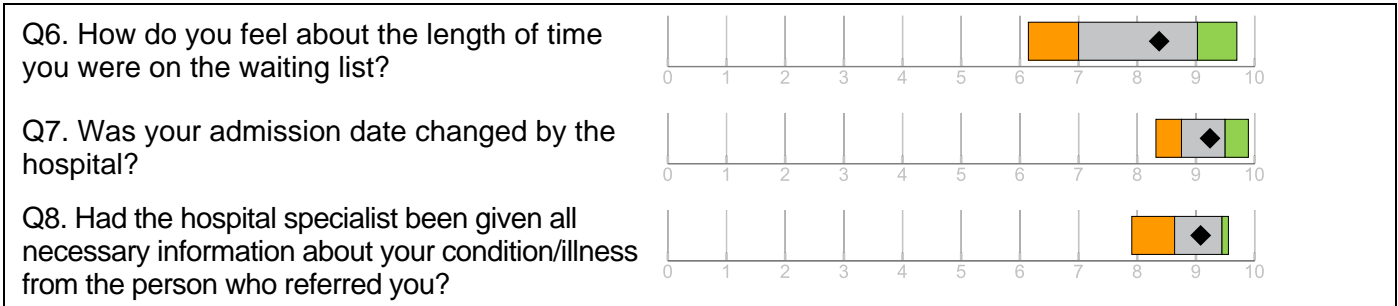 Q6. How do you feel about the length of time
you were on the waiting list?
0 1 2 3 4 5 6 7 8 9 10
Q7. Was your admission date changed by the
hospital?
0 1 2 3 4 5 6 7 8 9 10
Q8. Had the hospital specialist been given all
necessary information about your condition/illness
from the person who referred you?
0 1 2 3 4 5 6 7 8 9 10